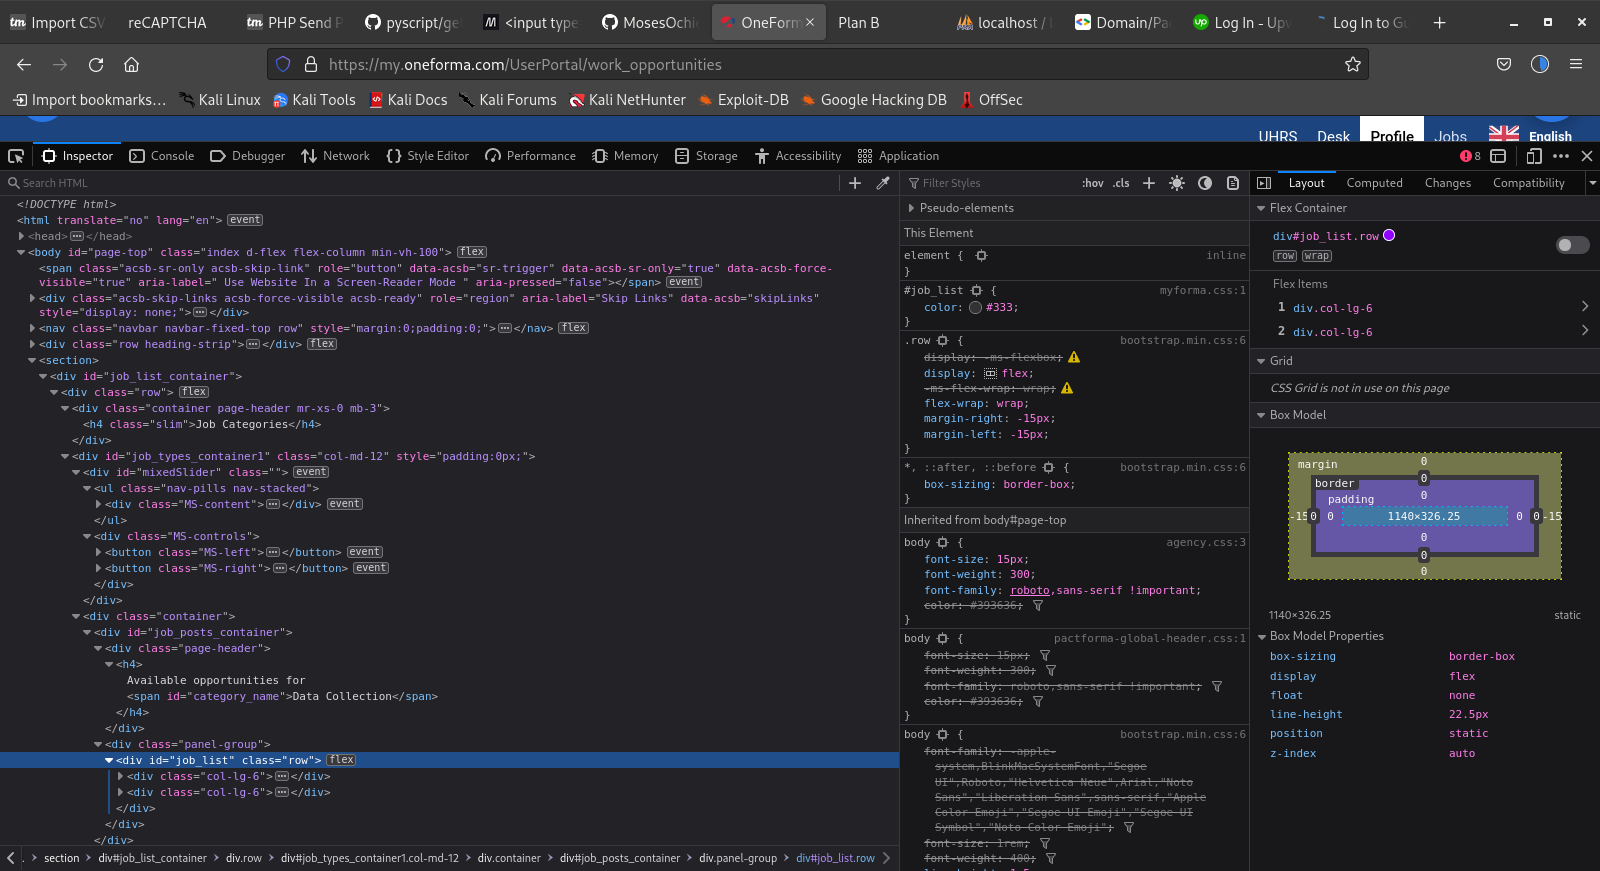 Import CSV
reCAPTCHA
PHP Send P
pyscript/ge
<input type
MosesOchie
OneForm
Plan B
localhost / l
Domain/Pa
Log In - Upw
Log In to Gu
https://my.oneforma.com/UserPortal/work_opportunities
Import bookmarks…
Kali Linux
Kali Tools
Kali Docs
Kali Forums
Kali NetHunter
Exploit-DB
Google Hacking DB
OffSec
UHRS Desk Profile Jobs English
Inspector Console Debugger Network Style Editor Performance Memory Storage Accessibility Application 8
Search HTML
<!DOCTYPE html>
<html translate="no" lang="en"> event
<head> </head>
<body id="page-top" class="index d-flex flex-column min-vh-100"> flex
<span class="acsb-sr-only acsb-skip-link" role="button" data-acsb="sr-trigger" data-acsb-sr-only="true" data-acsb-force-
visible="true" aria-label=" Use Website In a Screen-Reader Mode " aria-pressed="false"></span> event
<div class="acsb-skip-links acsb-force-visible acsb-ready" role="region" aria-label="Skip Links" data-acsb="skipLinks"
style="display: none;"> </div>
<nav class="navbar navbar-fixed-top row" style="margin:0;padding:0;"> </nav> flex
<div class="row heading-strip"> </div> flex
<section>
<div id="job_list_container">
<div class="row"> flex
<div class="container page-header mr-xs-0 mb-3">
<h4 class="slim">Job Categories</h4>
</div>
<div id="job_types_container1" class="col-md-12" style="padding:0px;">
<div id="mixedSlider" class=""> event
<ul class="nav-pills nav-stacked">
<div class="MS-content"> </div> event
</ul>
<div class="MS-controls">
<button class="MS-left"> </button> event
<button class="MS-right"> </button> event
</div>
</div>
<div class="container">
<div id="job_posts_container">
<div class="page-header">
<h4>
Available opportunities for
<span id="category_name">Data Collection</span>
</h4>
</div>
<div class="panel-group">
<div id="job_list" class="row"> flex
<div class="col-lg-6"> </div>
<div class="col-lg-6"> </div>
</div>
</div>
</div>
. section div#job_list_container div.row div#job_types_container1.col-md-12 div.container div#job_posts_container div.panel-group div#job_list.row
Filter Styles :hov .cls
Pseudo-elements
This Element
element { inline
}
#job_list { myforma.css:1
color: #333;
}
.row { bootstrap.min.css:6
display: -ms-flexbox;
display: flex;
-ms-flex-wrap: wrap;
flex-wrap: wrap;
margin-right: -15px;
margin-left: -15px;
}
*, ::after, ::before { bootstrap.min.css:6
box-sizing: border-box;
}
Inherited from body#page-top
body { agency.css:3
font-size: 15px;
font-weight: 300;
font-family: roboto,sans-serif !important;
color: #393636;
}
body { pactforma-global-header.css:1
font-size: 15px;
font-weight: 300;
font-family: roboto,sans-serif !important;
color: #393636;
}
body { bootstrap.min.css:6
font-family: -apple-
system,BlinkMacSystemFont,"Segoe
UI",Roboto,"Helvetica Neue",Arial,"Noto
Sans","Liberation Sans",sans-serif,"Apple
Color Emoji","Segoe UI Emoji","Segoe UI
Symbol","Noto Color Emoji";
font-size: 1rem;
font-weight: 400;
Layout Computed Changes Compatibility
Flex Container
div#job_list.row
row wrap
Flex Items
1 div.col-lg-6
2 div.col-lg-6
Grid
CSS Grid is not in use on this page
Box Model
margin 0
border 0
padding 0
-15 0 0 1140×326.25 0 0 -15
0
0
0
1140×326.25 static
Box Model Properties
box-sizing border-box
display flex
float none
line-height 22.5px
position static
z-index auto